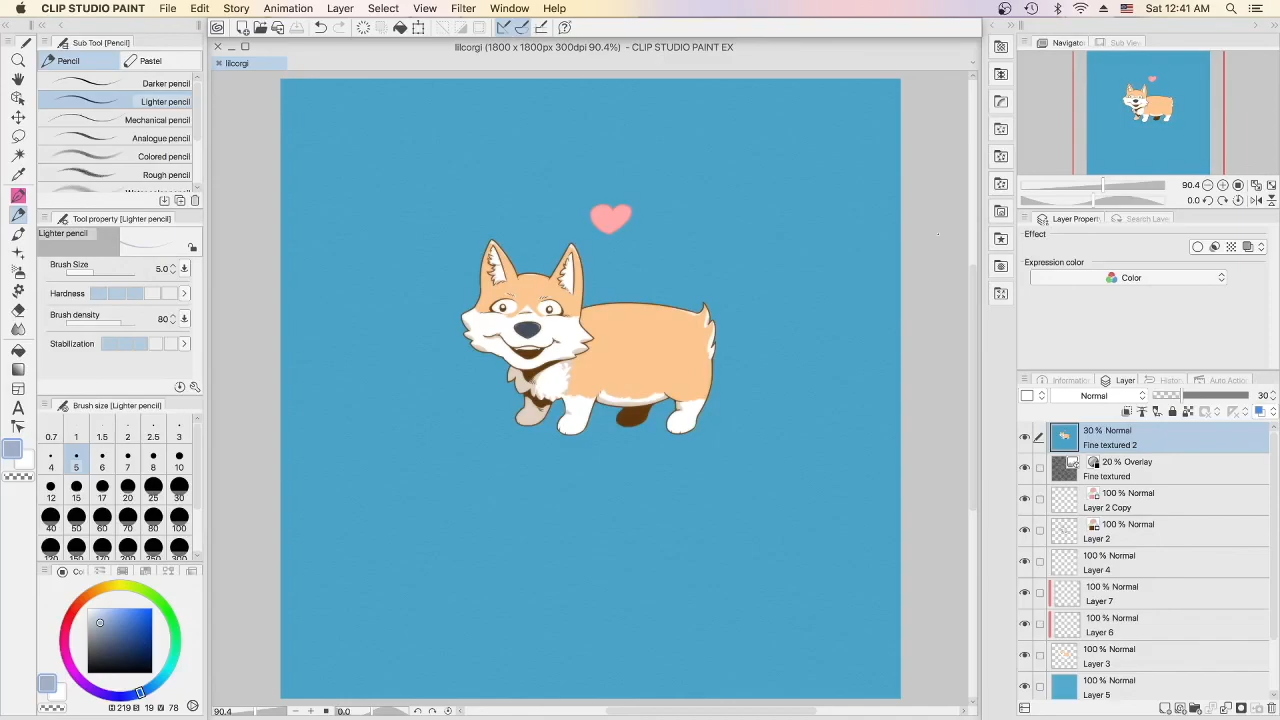 CLIP STUDIO PAINT File Edit Story Animation Layer Select View Filter Window Help Sat 12:41 AM
lilcorgi (1800 x 1800px 300dpi 90.4%) - CLIP STUDIO PAINT EX
lilcorgi
Sub Tool [Pencil]
Pencil Pastel
Darker pencil
Lighter pencil
Mechanical pencil
Analogue pencil
Colored pencil
Rough pencil
Tool property [Lighter pencil]
Lighter pencil
Brush Size 5.0
Hardness
Brush density 80
Stabilization
Brush size [Lighter pencil]
0.7 1 1.5 2 2.5 3
4 5 6 7 8 10
12 15 17 20 25 30
40 50 60 70 80 100
219 19 78
90.4 0.0
Navigato Sub View
90.4
0.0
Layer Property Search Laye
Effect
Expression color
Color
Informatio Layer Histor Auto Actio
Normal 30
30 % Normal
Fine textured 2
20 % Overlay
Fine textured
100 % Normal
Layer 2 Copy
100 % Normal
Layer 2
100 % Normal
Layer 4
100 % Normal
Layer 7
100 % Normal
Layer 6
100 % Normal
Layer 3
100 % Normal
Layer 5